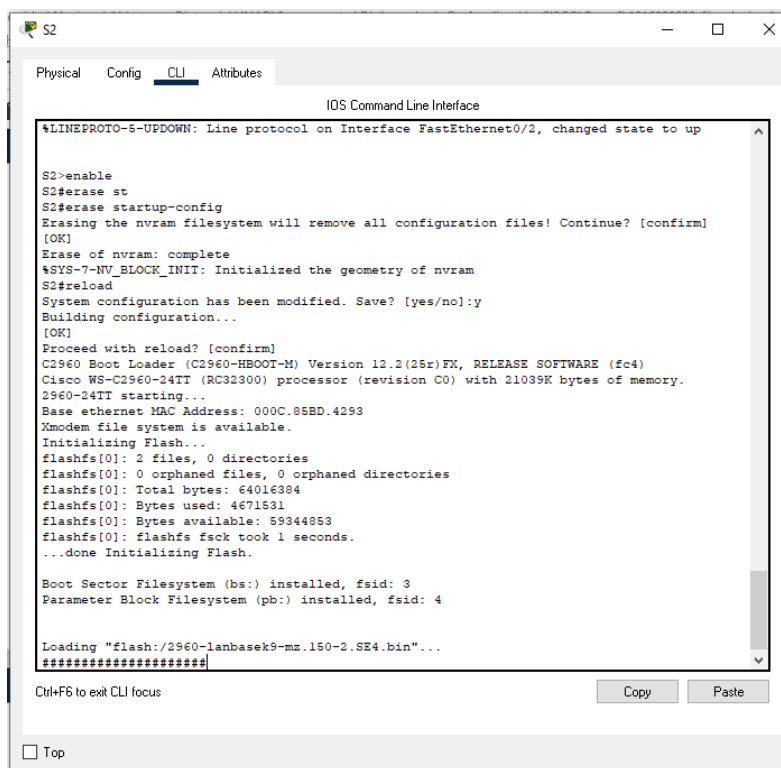 S2
Physical Config CLI Attributes
IOS Command Line Interface
%LINEPROTO-5-UPDOWN: Line protocol on Interface FastEthernet0/2, changed state to up
S2>enable
S2#erase st
S2#erase startup-config
Erasing the nvram filesystem will remove all configuration files! Continue? [confirm]
[OK]
Erase of nvram: complete
%SYS-7-NV_BLOCK_INIT: Initialized the geometry of nvram
S2#reload
System configuration has been modified. Save? [yes/no]:y
Building configuration...
[OK]
Proceed with reload? [confirm]
C2960 Boot Loader (C2960-HBOOT-M) Version 12.2(25r)FX, RELEASE SOFTWARE (fc4)
Cisco WS-C2960-24TT (RC32300) processor (revision C0) with 21039K bytes of memory.
2960-24TT starting...
Base ethernet MAC Address: 000C.85BD.4293
Xmodem file system is available.
Initializing Flash...
flashfs[0]: 2 files, 0 directories
flashfs[0]: 0 orphaned files, 0 orphaned directories
flashfs[0]: Total bytes: 64016384
flashfs[0]: Bytes used: 4671531
flashfs[0]: Bytes available: 59344853
flashfs[0]: flashfs fsck took 1 seconds.
...done Initializing Flash.
Boot Sector Filesystem (bs:) installed, fsid: 3
Parameter Block Filesystem (pb:) installed, fsid: 4
Loading "flash:/2960-lanbasek9-mz.150-2.SE4.bin"...
######################
Ctrl+F6 to exit CLI focus
Copy Paste
Top